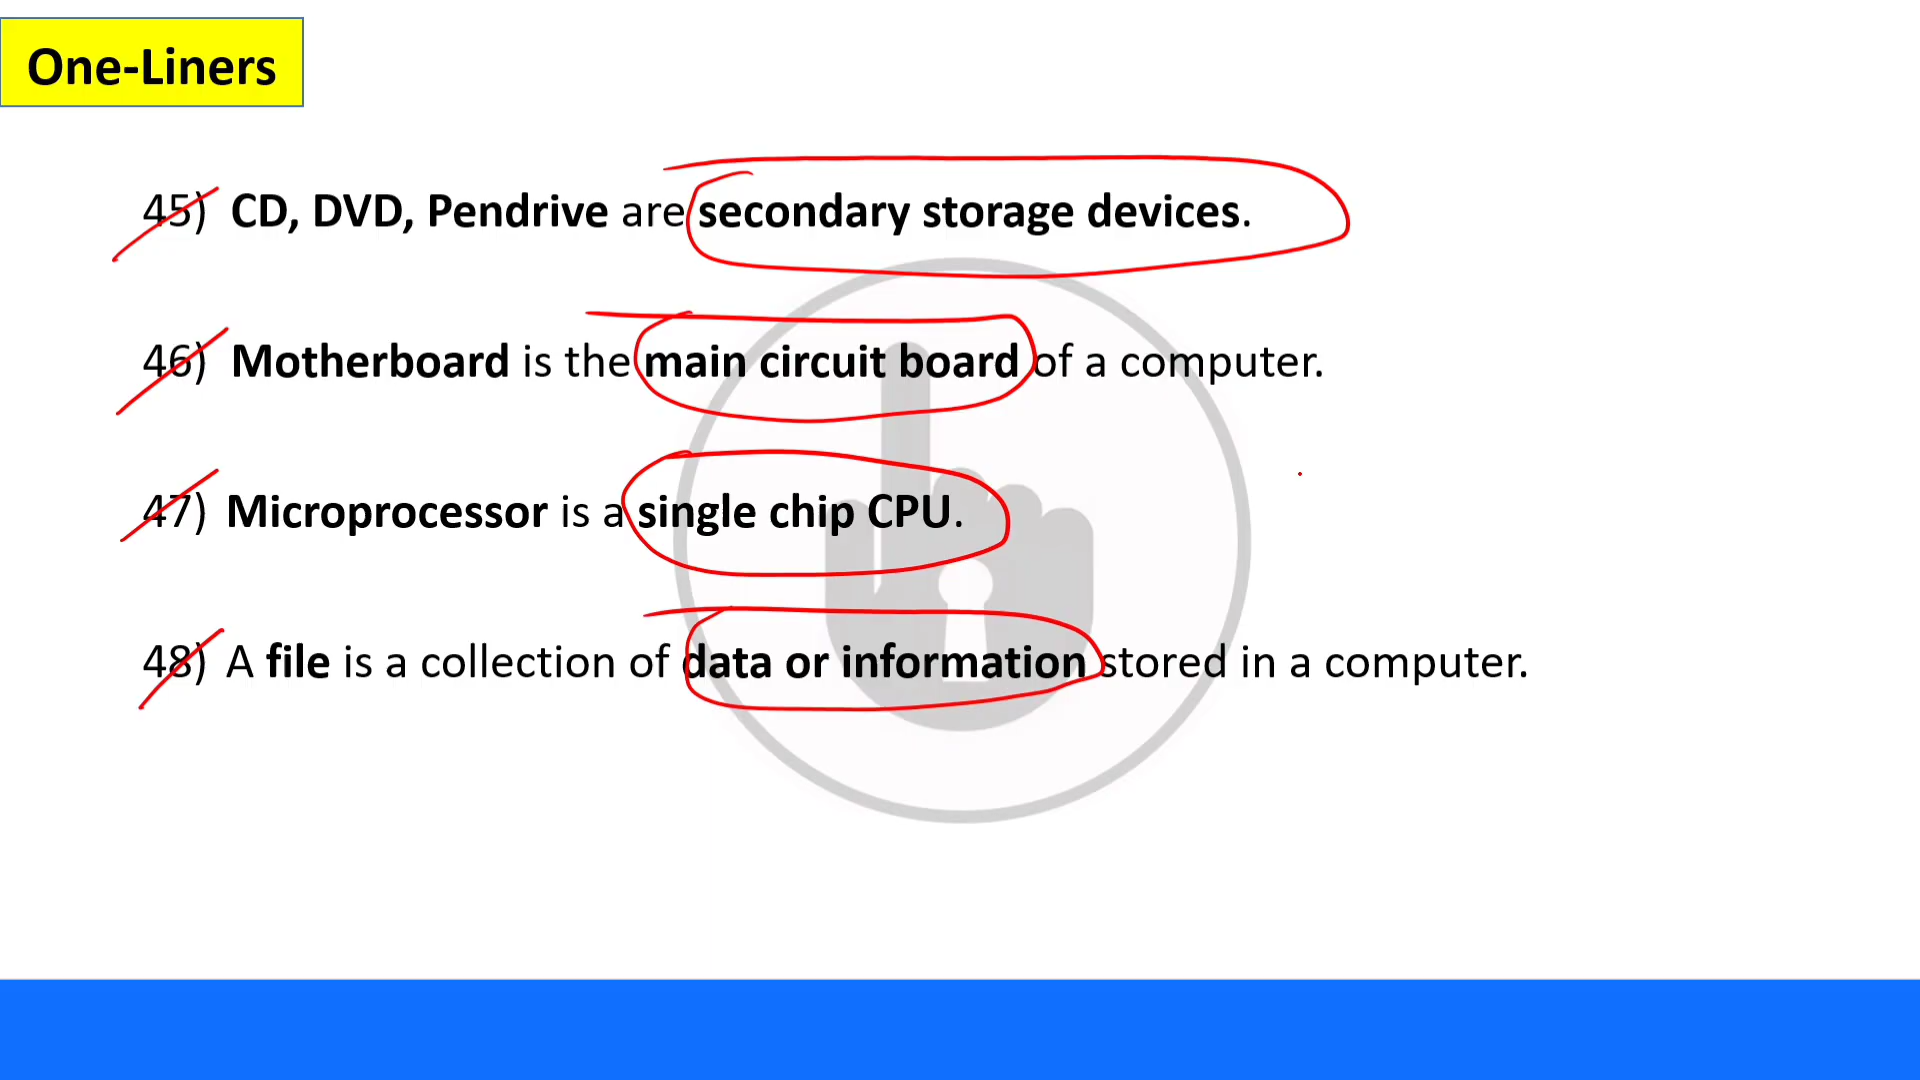 One-Liners
45) CD, DVD, Pendrive are secondary storage devices.
46) Motherboard is the main circuit board of a computer.
47) Microprocessor is a single chip CPU.
48) A file is a collection of data or information stored in a computer.